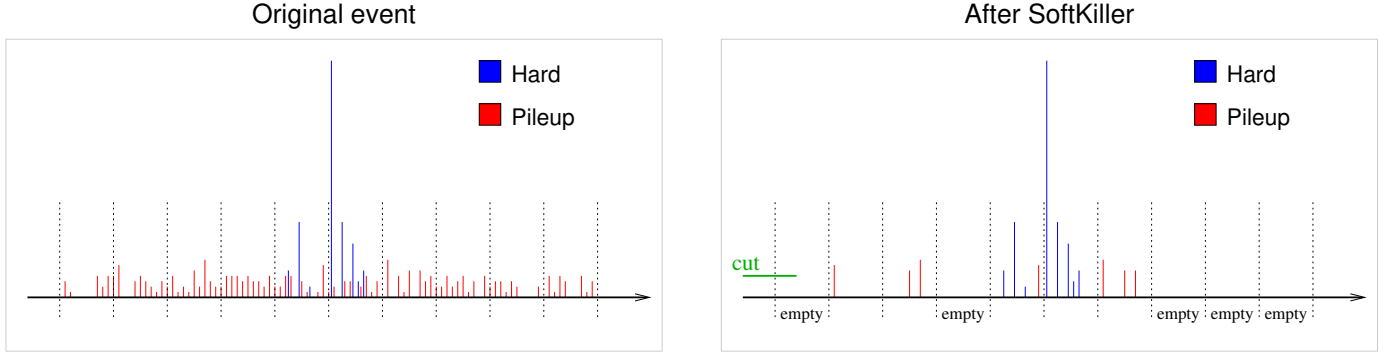 Original event
Hard
Pileup
After SoftKiller
Hard
Pileup
cut
empty
empty
empty
empty
empty